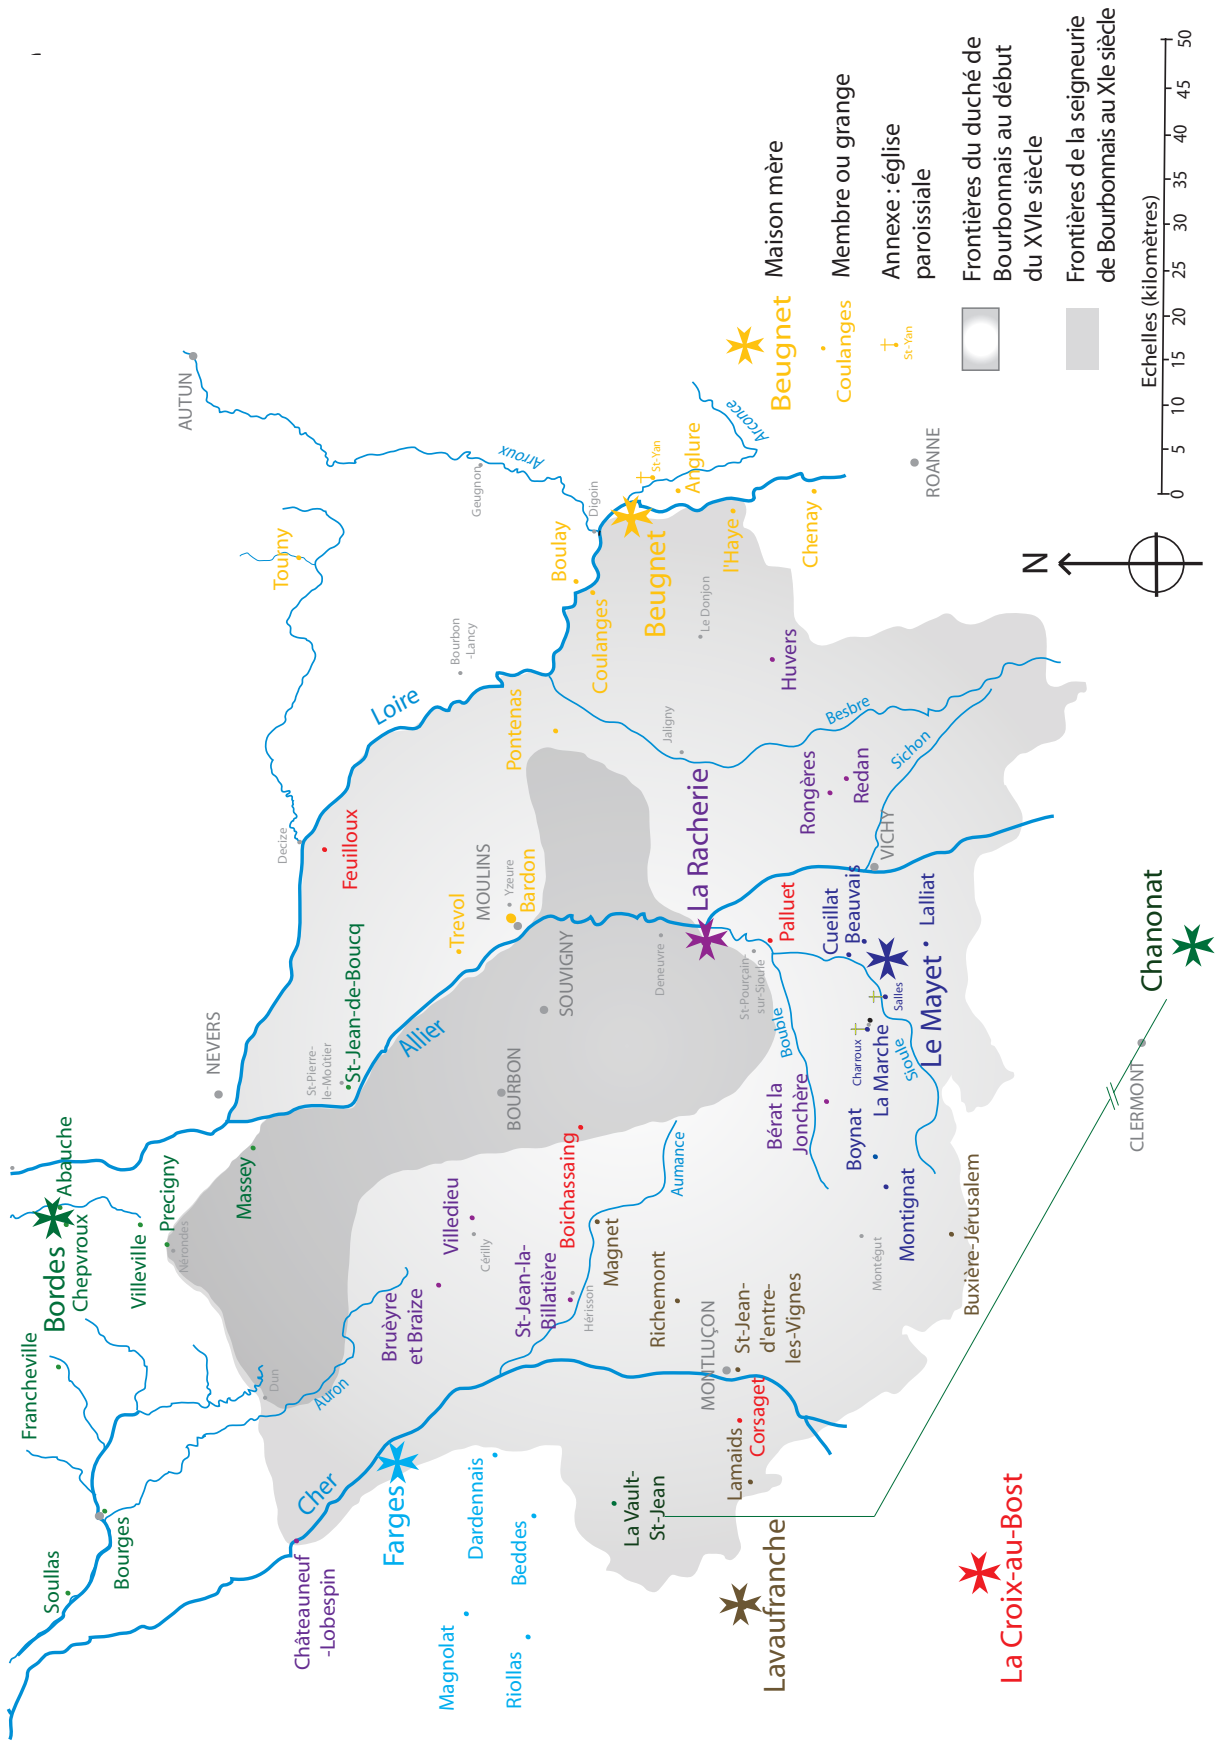 Soullas
Bourges
Francheville
Bordes
Chepvroux
Abauche
Villeville
Precigny
Nérondes
Massey
NEVERS
Dun
Auron
Cher
Châteauneuf
-Lobespin
Farges
Magnolat
Riollas
Dardennais
Beddes
Bruèyre
et Braize
Villedieu
Cérilly
St-Jean-la-
Billatière
Hérisson
Boichassaing
Magnet
Richemont
Aumance
MONTLUÇON
St-Jean-
d'entre-
les-Vignes
Corsaget
Lamaids
La Vault-
St-Jean
Lavaufranche
La Croix-au-Bost
St-Pierre-
le-Moûtier
St-Jean-de-Boucq
Allier
BOURBON
SOUVIGNY
MOULINS
Yzeure
Bardon
Trevol
Feuilloux
Decize
Loire
Tourny
AUTUN
Arroux
Geugnon
Digoin
Bourbon
-Lancy
Boulay
Coulanges
Pontenas
Beugnet
St-Yan
Anglure
Arconce
l'Haye
Chenay
ROANNE
Le Donjon
Jaligny
Huvers
Besbre
Sichon
Rongères
Redan
La Racherie
Deneuvre
St-Pourçain-
sur-Sioule
Palluet
VICHY
Cueillat
Beauvais
Lalliat
Le Mayet
Salles
Charroux
La Marche
Sioule
Bouble
Bérat la
Jonchère
Boynat
Montignat
Montégut
Buxière-Jérusalem
CLERMONT
Chanonat
Beugnet
Maison mère
Coulanges
Membre ou grange
St-Yan
Annexe : église
paroissiale
Frontières du duché de
Bourbonnais au début
du XVIe siècle
Frontières de la seigneurie
de Bourbonnais au XIe siècle
N
Echelles (kilomètres)
0 5 10 15 20 25 30 35 40 45 50